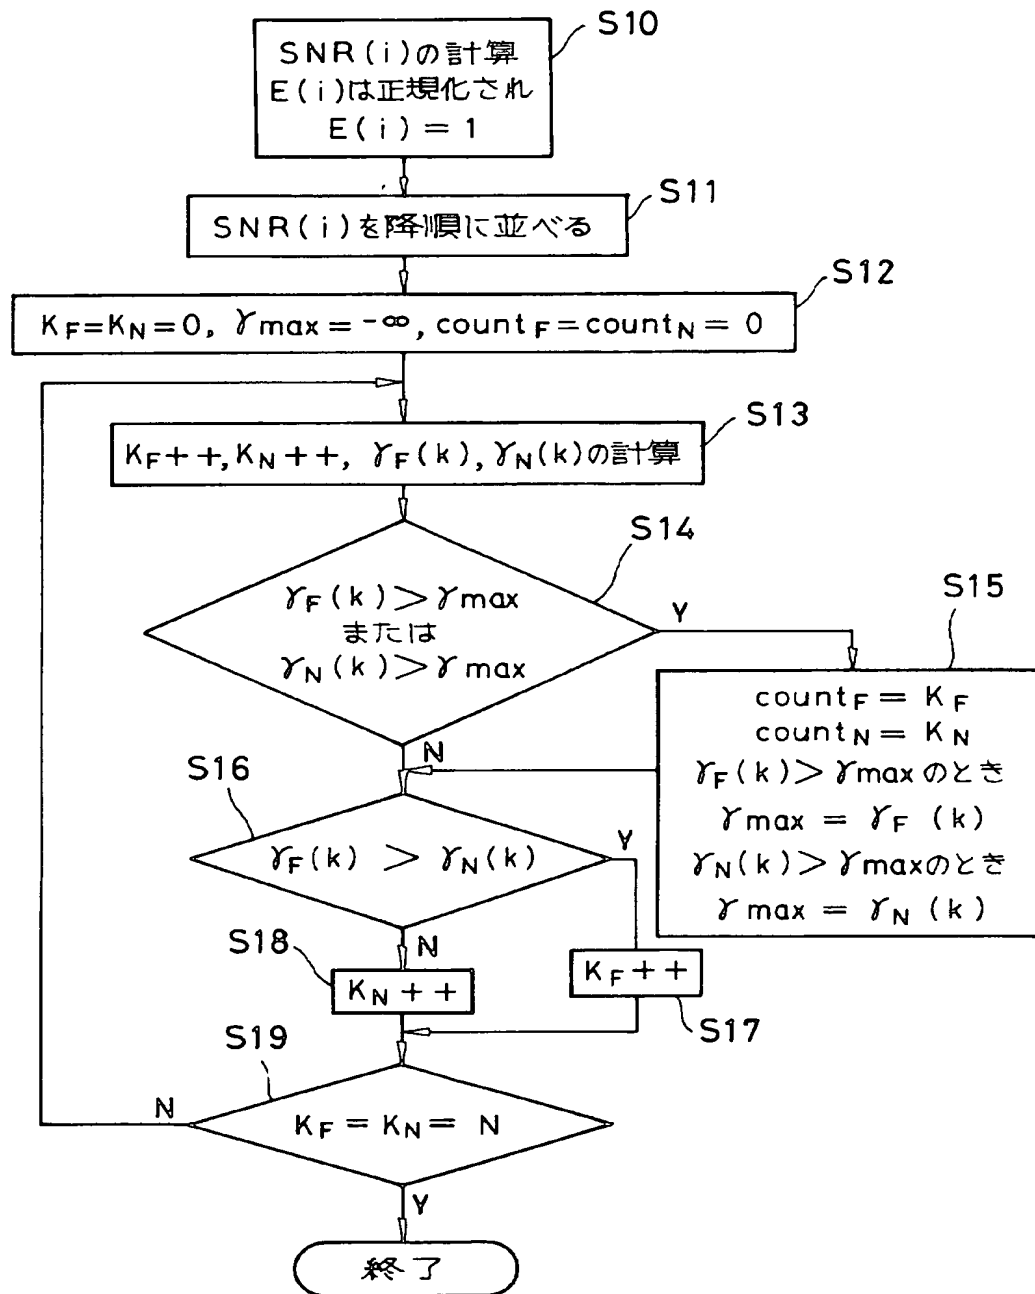 S10
SNR(i)の計算
E(i)は正規化され
E(i) = 1
S11
SNR(i)を降順に並べる
S12
K_F=K_N=0, γmax=-∞, count_F=count_N=0
S13
K_F++, K_N++, γ_F(k), γ_N(k)の計算
S14
γ_F(k)>γmax
または
γ_N(k)>γmax
Y
N
S15
count_F = K_F
count_N = K_N
γ_F(k)>γmaxのとき
γmax = γ_F(k)
γ_N(k)>γmaxのとき
γmax = γ_N(k)
S16
γ_F(k) > γ_N(k)
Y
N
S18
K_N++
K_F++
S17
S19
K_F=K_N=N
N
Y
終了